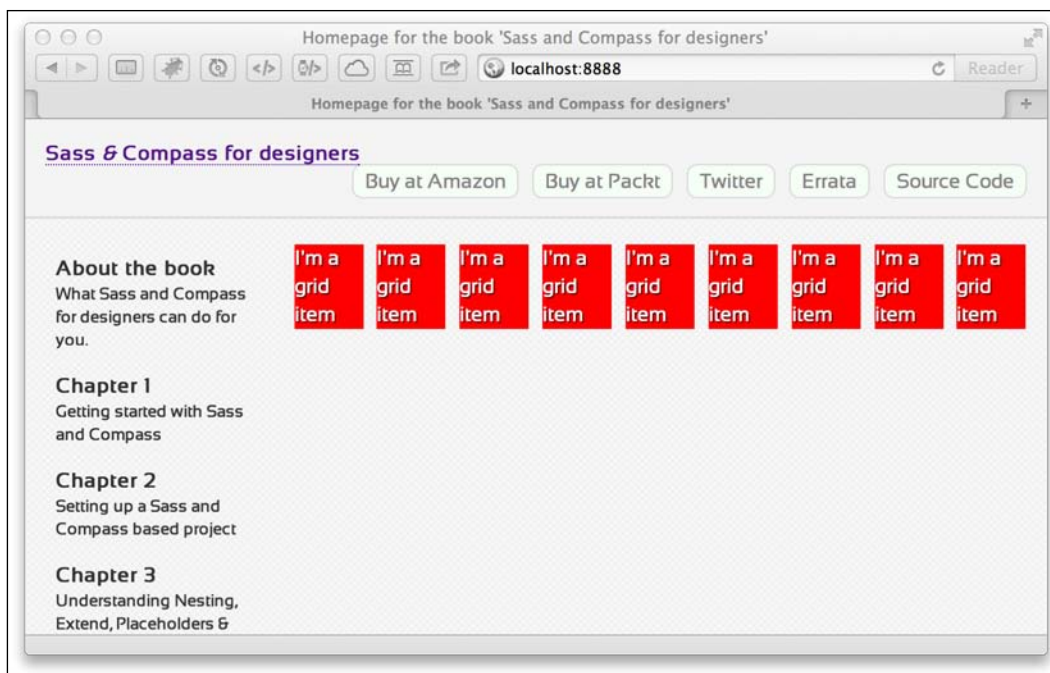 Homepage for the book 'Sass and Compass for designers'
localhost:8888
Reader
Homepage for the book 'Sass and Compass for designers'
Sass & Compass for designers
Buy at Amazon
Buy at Packt
Twitter
Errata
Source Code
About the book
What Sass and Compass
for designers can do for
you.
Chapter 1
Getting started with Sass
and Compass
Chapter 2
Setting up a Sass and
Compass based project
Chapter 3
Understanding Nesting,
Extend, Placeholders &
I'm a
grid
item
I'm a
grid
item
I'm a
grid
item
I'm a
grid
item
I'm a
grid
item
I'm a
grid
item
I'm a
grid
item
I'm a
grid
item
I'm a
grid
item